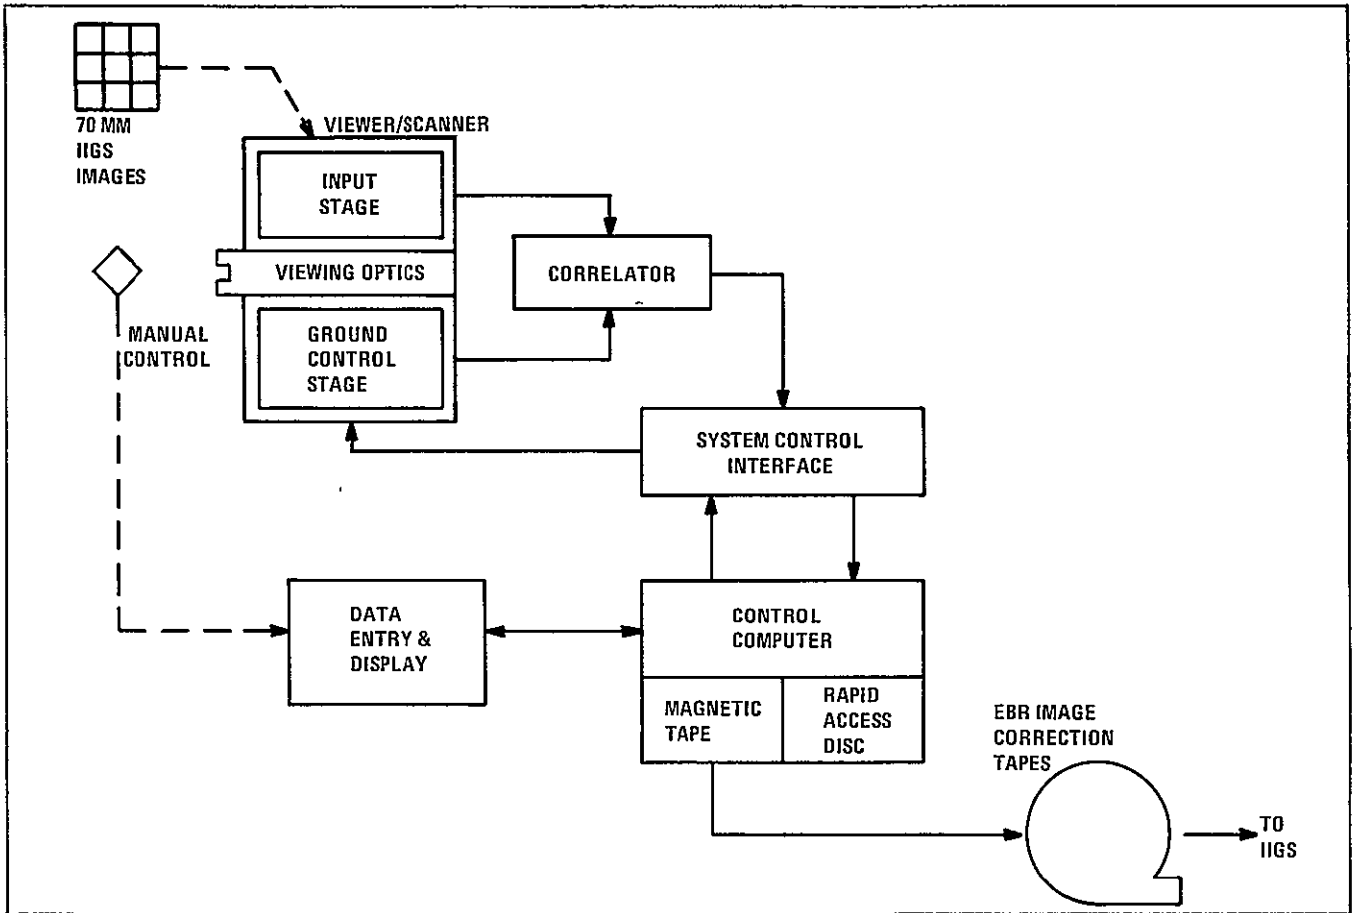 70 MM
IIGS
IMAGES
VIEWER/SCANNER
INPUT
STAGE
VIEWING OPTICS
CORRELATOR
MANUAL
CONTROL
GROUND
CONTROL
STAGE
SYSTEM CONTROL
INTERFACE
DATA
ENTRY &
DISPLAY
CONTROL
COMPUTER
MAGNETIC
TAPE
RAPID
ACCESS
DISC
EBR IMAGE
CORRECTION
TAPES
TO
IIGS